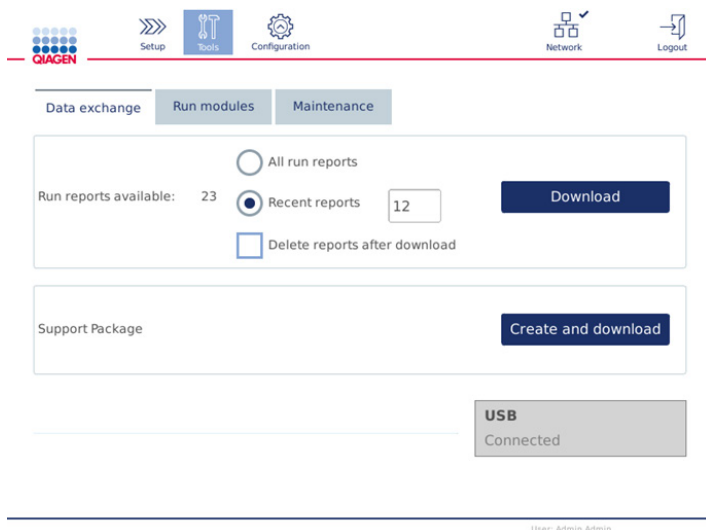 QIAGEN
Setup
Tools
Configuration
Network
Logout
Data exchange
Run modules
Maintenance
All run reports
Run reports available: 23
Recent reports 12
Download
Delete reports after download
Support Package
Create and download
USB
Connected
User: Admin Admin